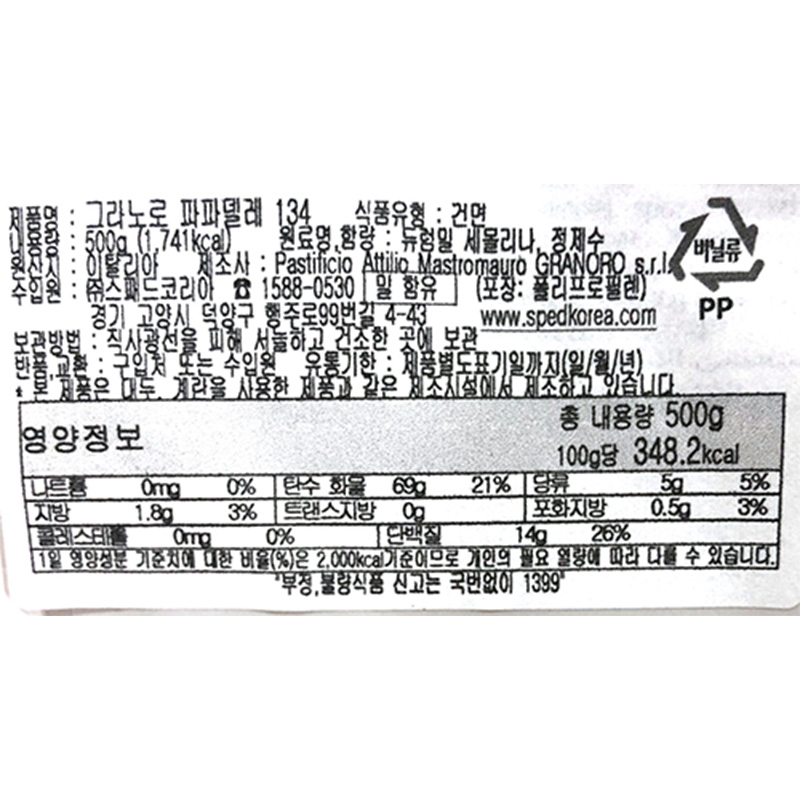 제품명 : 그라노로 파파델레 134 식품유형 : 건면
내용량 : 500g (1,741kcal) 원료명,함량 : 듀럼밀 세몰리나, 정제수
원산지 : 이탈리아 제조사 : Pastificio Attilio Mastromauro GRANORO s.r.l.
수입원 : ㈜스패드코리아 ☎ 1588-0530 밀 함유 (포장: 폴리프로필렌)
경기 고양시 덕양구 행주로99번길 4-43 www.spedkorea.com
보관방법 : 직사광선을 피해 서늘하고 건조한 곳에 보관
반품,교환 : 구입처 또는 수입원 유통기한 : 제품별도표기일까지(일/월/년)
* 본 제품은 대두, 계란을 사용한 제품과 같은 제조시설에서 제조하고 있습니다.
비닐류
PP
영양정보
총 내용량 500g
100g당 348.2kcal
나트륨 0mg 0% 탄수화물 69g 21% 당류 5g 5%
지방 1.8g 3% 트랜스지방 0g 포화지방 0.5g 3%
콜레스테롤 0mg 0% 단백질 14g 26%
1일 영양성분 기준치에 대한 비율(%)은 2,000kcal기준이므로 개인의 필요 열량에 따라 다를 수 있습니다.
"부정,불량식품 신고는 국번없이 1399"